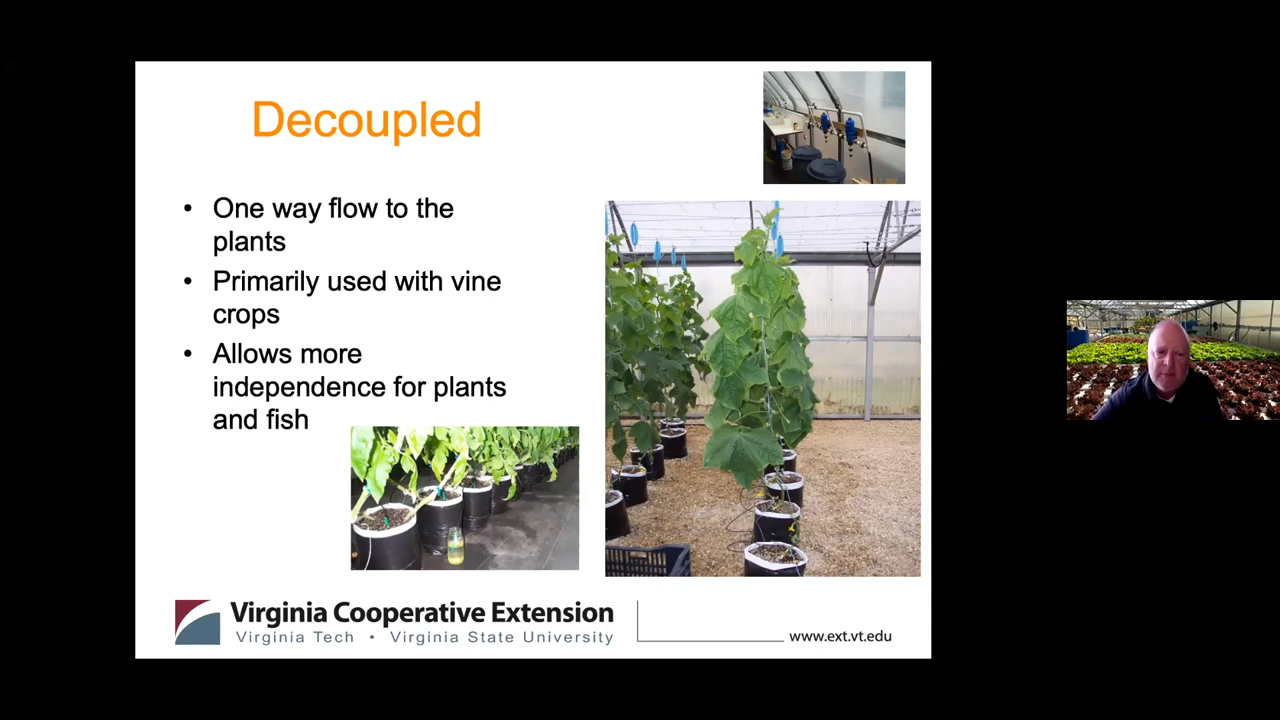 Decoupled
• One way flow to the
plants
• Primarily used with vine
crops
• Allows more
independence for plants
and fish
Virginia Cooperative Extension
Virginia Tech • Virginia State University
www.ext.vt.edu